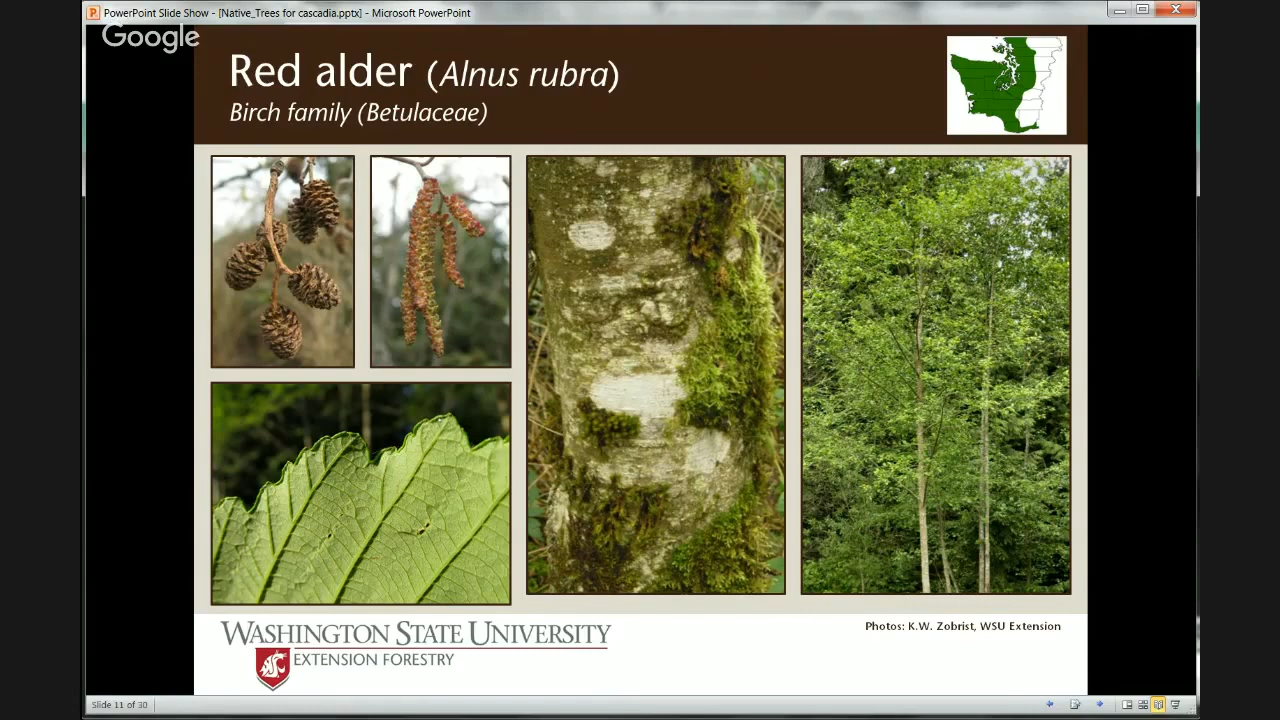 PowerPoint Slide Show - [Native_Trees for cascadia.pptx] - Microsoft PowerPoint
Google
Red alder (Alnus rubra)
Birch family (Betulaceae)
WASHINGTON STATE UNIVERSITY
EXTENSION FORESTRY
Photos: K.W. Zobrist, WSU Extension
Slide 11 of 30